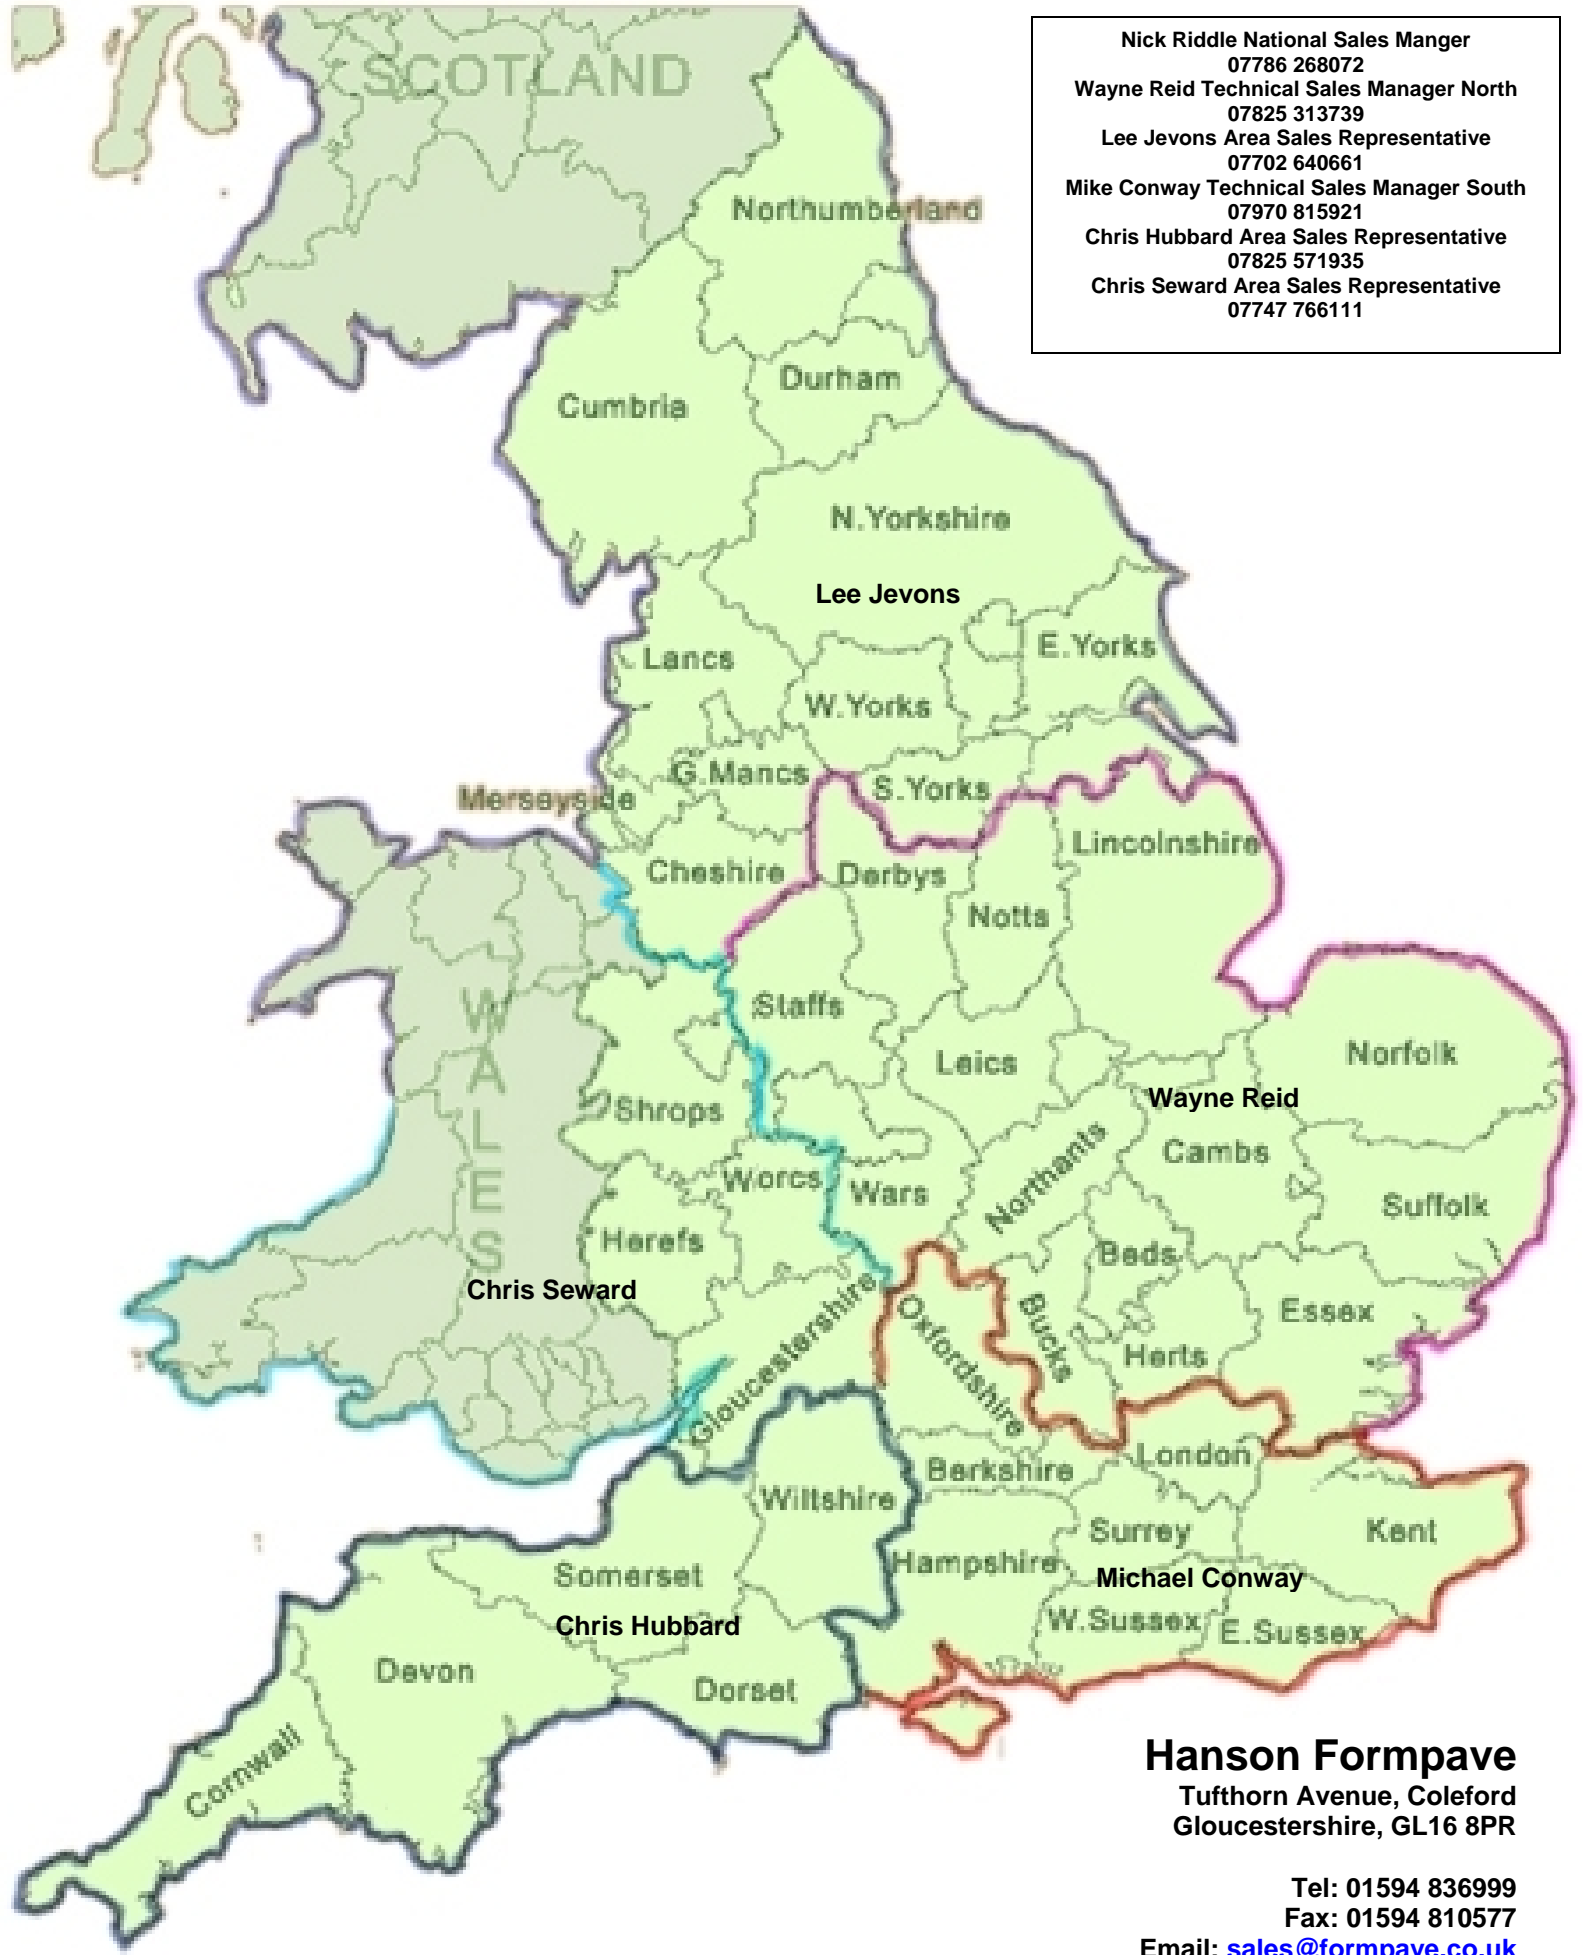 Nick Riddle National Sales Manger
07786 268072
Wayne Reid Technical Sales Manager North
07825 313739
Lee Jevons Area Sales Representative
07702 640661
Mike Conway Technical Sales Manager South
07970 815921
Chris Hubbard Area Sales Representative
07825 571935
Chris Seward Area Sales Representative
07747 766111
SCOTLAND
Northumberland
Durham
Cumbria
N.Yorkshire
Lee Jevons
E.Yorks
Lancs
W.Yorks
G.Mancs
S.Yorks
Merseyside
Lincolnshire
Cheshire
Derbys
Notts
Staffs
WALES
Leics
Norfolk
Wayne Reid
Shrops
Northants
Cambs
Worcs
Wars
Suffolk
Herefs
Beds
Chris Seward
Gloucestershire
Oxfordshire
Bucks
Essex
Herts
London
Berkshire
Wiltshire
Surrey
Kent
Hampshire
Somerset
Michael Conway
Chris Hubbard
W.Sussex
E.Sussex
Devon
Dorset
Cornwall
Hanson Formpave
Tufthorn Avenue, Coleford
Gloucestershire, GL16 8PR
Tel: 01594 836999
Fax: 01594 810577
Email: sales@formpave.co.uk